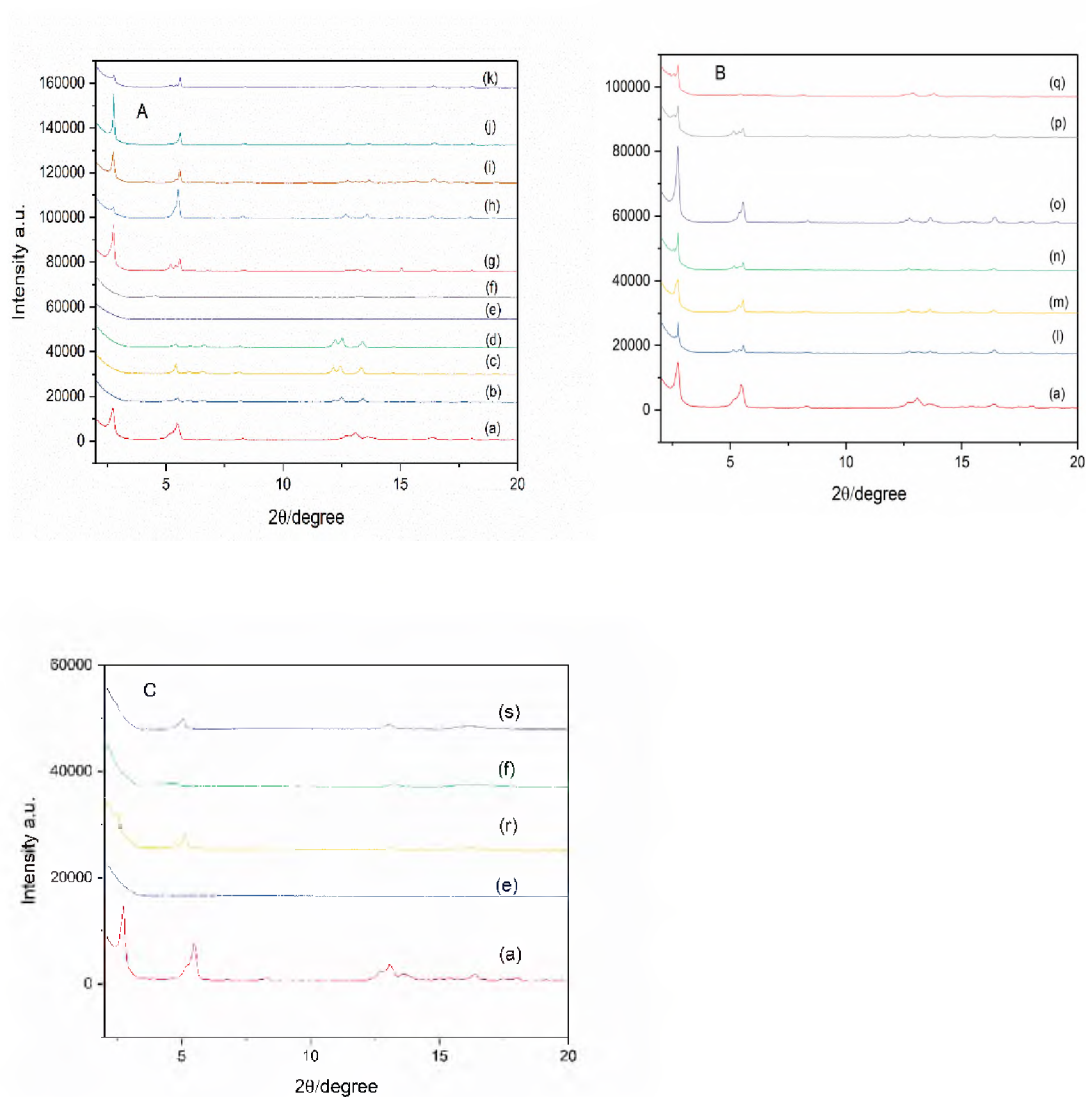 A
160000
140000
120000
100000
80000
60000
40000
20000
0
(k)
(j)
(i)
(h)
(g)
(f)
(e)
(d)
(c)
(b)
(a)
5 10 15 20
2θ/degree
Intensity a.u.
B
100000
80000
60000
40000
20000
0
(q)
(p)
(o)
(n)
(m)
(l)
(a)
5 10 15 20
2θ/degree
Intensity a.u.
C
60000
40000
20000
0
(s)
(f)
(r)
(e)
(a)
5 10 15 20
2θ/degree
Intensity a.u.